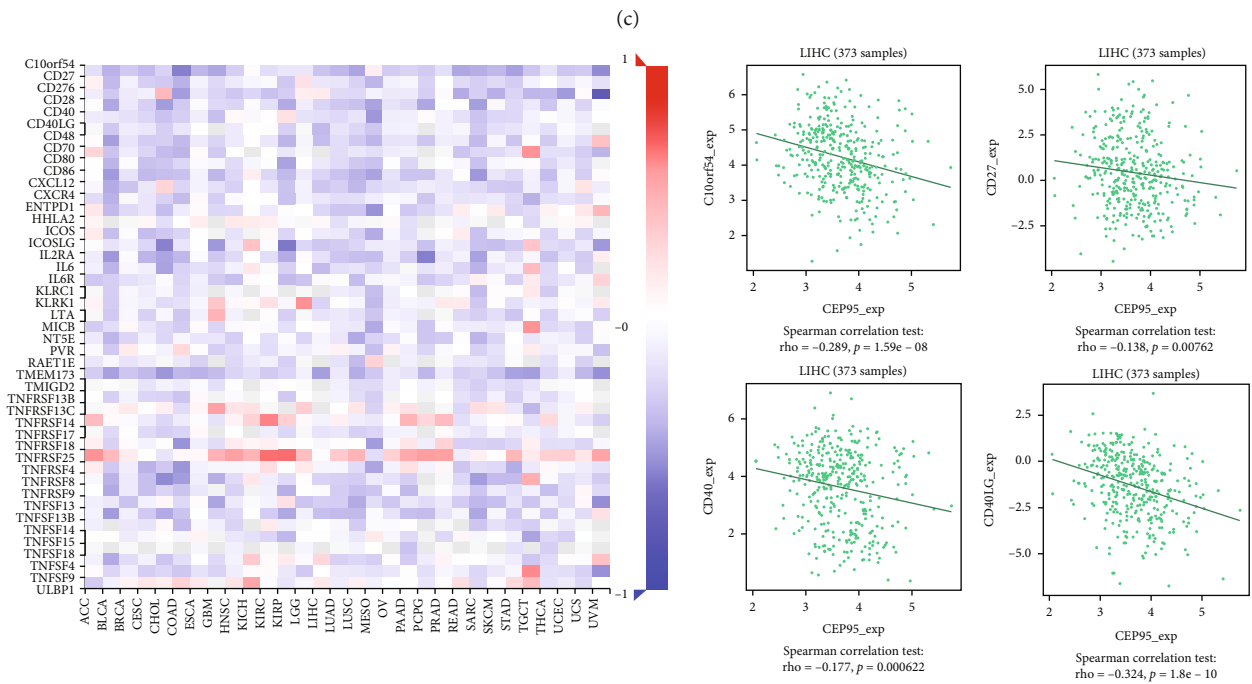 (c)
C10orf54
CD27
CD276
CD28
CD40
CD40LG
CD48
CD70
CD80
CD86
CXCL12
CXCR4
ENTPD1
HHLA2
ICOS
ICOSLG
IL2RA
IL6
IL6R
KLRC1
KLRK1
LTA
MICB
NT5E
PVR
RAET1E
TMEM173
TMIGD2
TNFRSF13B
TNFRSF13C
TNFRSF14
TNFRSF17
TNFRSF18
TNFRSF25
TNFRSF4
TNFRSF8
TNFRSF9
TNFSF13
TNFSF13B
TNFSF14
TNFSF15
TNFSF18
TNFSF4
TNFSF9
ULBP1
ACC
BLCA
BRCA
CESC
CHOL
COAD
ESCA
GBM
HNSC
KICH
KIRC
KIRP
LGG
LIHC
LUAD
LUSC
MESO
OV
PAAD
PCPG
PRAD
READ
SARC
SKCM
STAD
TGCT
THCA
UCEC
UCS
UVM
1
–0
–1
LIHC (373 samples)
C10orf54_exp
6
5
4
3
2
2 3 4 5
CEP95_exp
Spearman correlation test:
rho = –0.289, p = 1.59e – 08
LIHC (373 samples)
CD27_exp
5.0
2.5
0.0
−2.5
2 3 4 5
CEP95_exp
Spearman correlation test:
rho = –0.138, p = 0.00762
LIHC (373 samples)
CD40_exp
6
4
2
2 3 4 5
CEP95_exp
Spearman correlation test:
rho = –0.177, p = 0.000622
LIHC (373 samples)
CD40LG_exp
2.5
0.0
−2.5
−5.0
2 3 4 5
CEP95_exp
Spearman correlation test:
rho = –0.324, p = 1.8e – 10